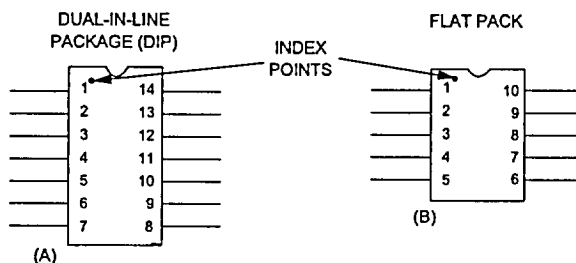 DUAL-IN-LINE
PACKAGE (DIP)
INDEX
POINTS
FLAT PACK
1 14
2 13
3 12
4 11
5 10
6 9
7 8
(A)
1 10
2 9
3 8
4 7
5 6
(B)